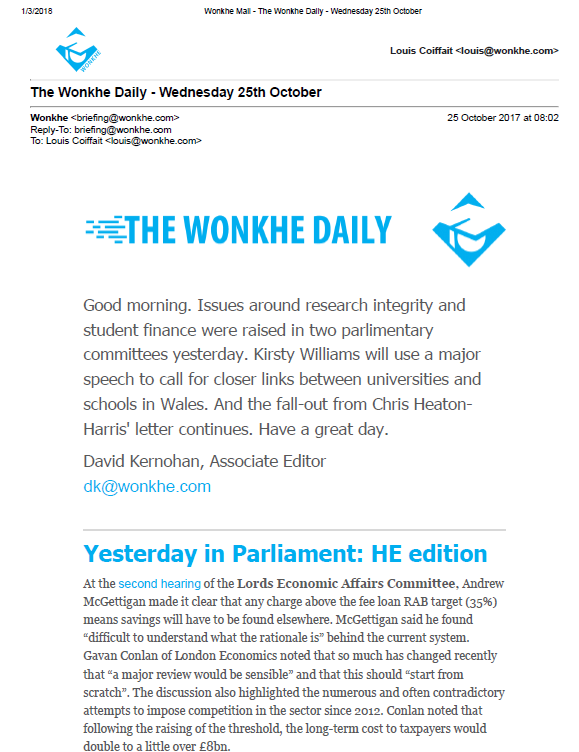 1/3/2018 Wonkhe Mail - The Wonkhe Daily - Wednesday 25th October
WONKHE
Louis Coiffait <louis@wonkhe.com>
The Wonkhe Daily - Wednesday 25th October
Wonkhe <briefing@wonkhe.com> 25 October 2017 at 08:02
Reply-To: briefing@wonkhe.com
To: Louis Coiffait <louis@wonkhe.com>
THE WONKHE DAILY
Good morning. Issues around research integrity and
student finance were raised in two parlimentary
committees yesterday. Kirsty Williams will use a major
speech to call for closer links between universities and
schools in Wales. And the fall-out from Chris Heaton-
Harris' letter continues. Have a great day.
David Kernohan, Associate Editor
dk@wonkhe.com
Yesterday in Parliament: HE edition
At the second hearing of the Lords Economic Affairs Committee, Andrew
McGettigan made it clear that any charge above the fee loan RAB target (35%)
means savings will have to be found elsewhere. McGettigan said he found
“difficult to understand what the rationale is” behind the current system.
Gavan Conlan of London Economics noted that so much has changed recently
that “a major review would be sensible” and that this should “start from
scratch”. The discussion also highlighted the numerous and often contradictory
attempts to impose competition in the sector since 2012. Conlan noted that
following the raising of the threshold, the long-term cost to taxpayers would
double to a little over £8bn.